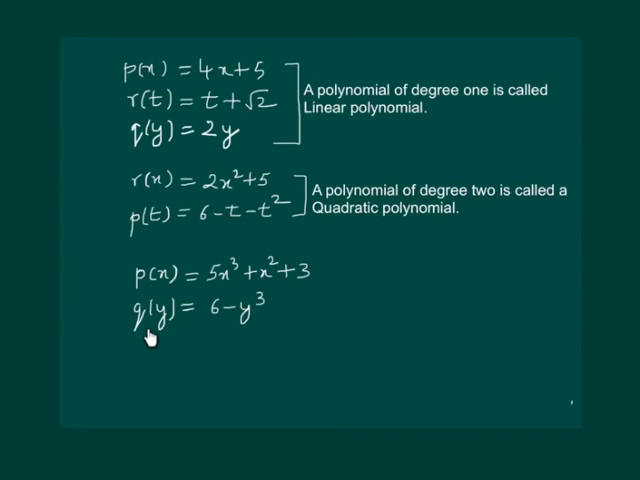 p(x) = 4x+5
r(t) = t + √2
q(y) = 2y
A polynomial of degree one is called
Linear polynomial.
r(x) = 2x²+5
p(t) = 6-t-t²
A polynomial of degree two is called a
Quadratic polynomial.
p(x) = 5x³+x²+3
q(y) = 6-y³